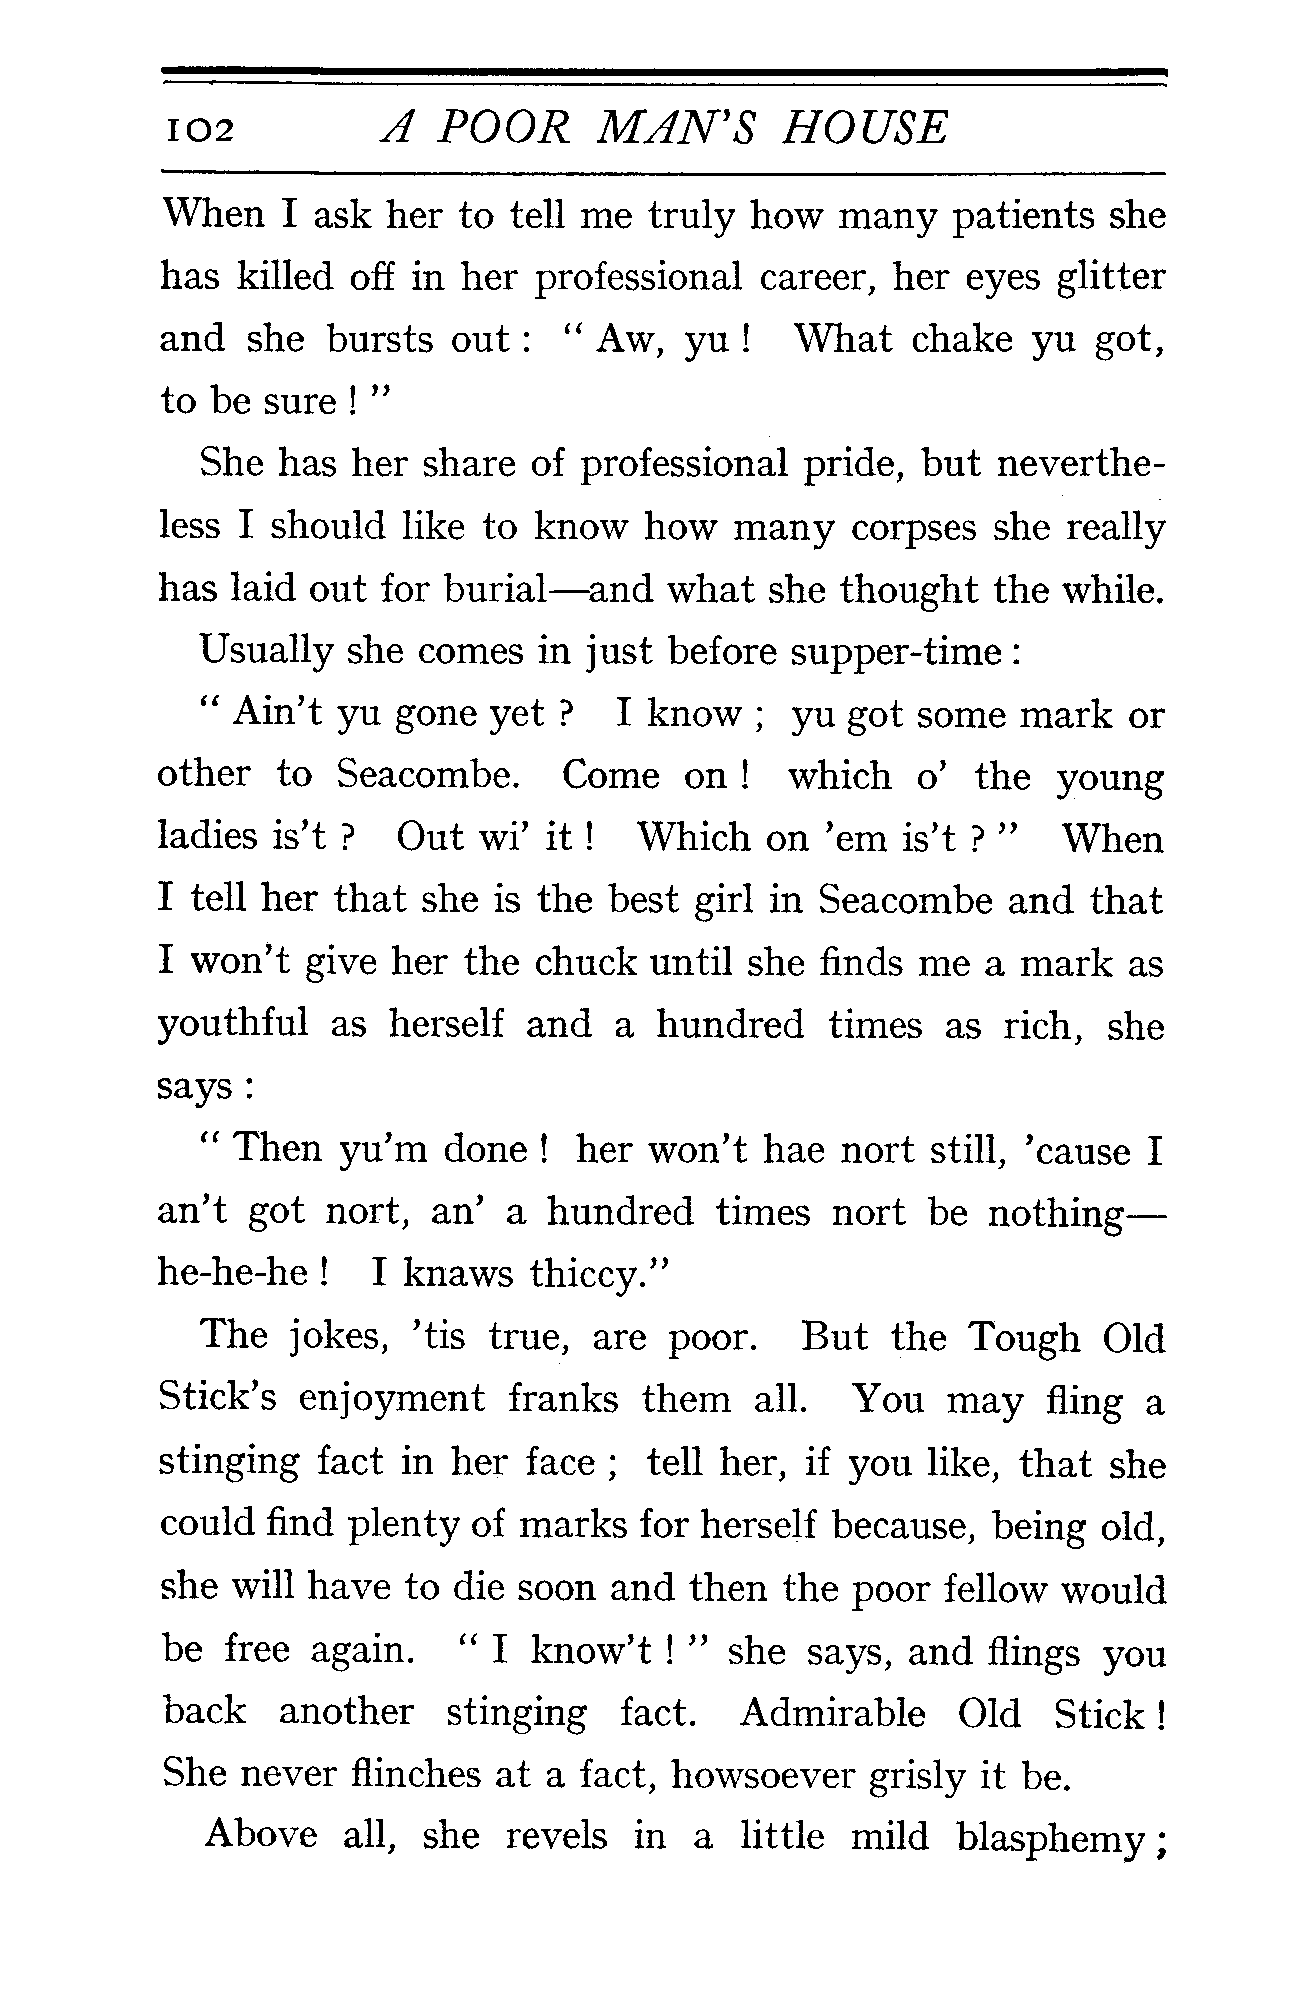 102 A POOR MAN'S HOUSE
When I ask her to tell me truly how many patients she
has killed off in her professional career, her eyes glitter
and she bursts out : “ Aw, yu ! What chake yu got,
to be sure ! ”
She has her share of professional pride, but neverthe-
less I should like to know how many corpses she really
has laid out for burial—and what she thought the while.
Usually she comes in just before supper-time :
“ Ain't yu gone yet ? I know ; yu got some mark or
other to Seacombe. Come on ! which o' the young
ladies is't ? Out wi' it ! Which on 'em is't ? ” When
I tell her that she is the best girl in Seacombe and that
I won't give her the chuck until she finds me a mark as
youthful as herself and a hundred times as rich, she
says :
“ Then yu'm done ! her won't hae nort still, 'cause I
an't got nort, an' a hundred times nort be nothing—
he-he-he ! I knaws thiccy.”
The jokes, 'tis true, are poor. But the Tough Old
Stick's enjoyment franks them all. You may fling a
stinging fact in her face ; tell her, if you like, that she
could find plenty of marks for herself because, being old,
she will have to die soon and then the poor fellow would
be free again. “ I know't ! ” she says, and flings you
back another stinging fact. Admirable Old Stick !
She never flinches at a fact, howsoever grisly it be.
Above all, she revels in a little mild blasphemy ;